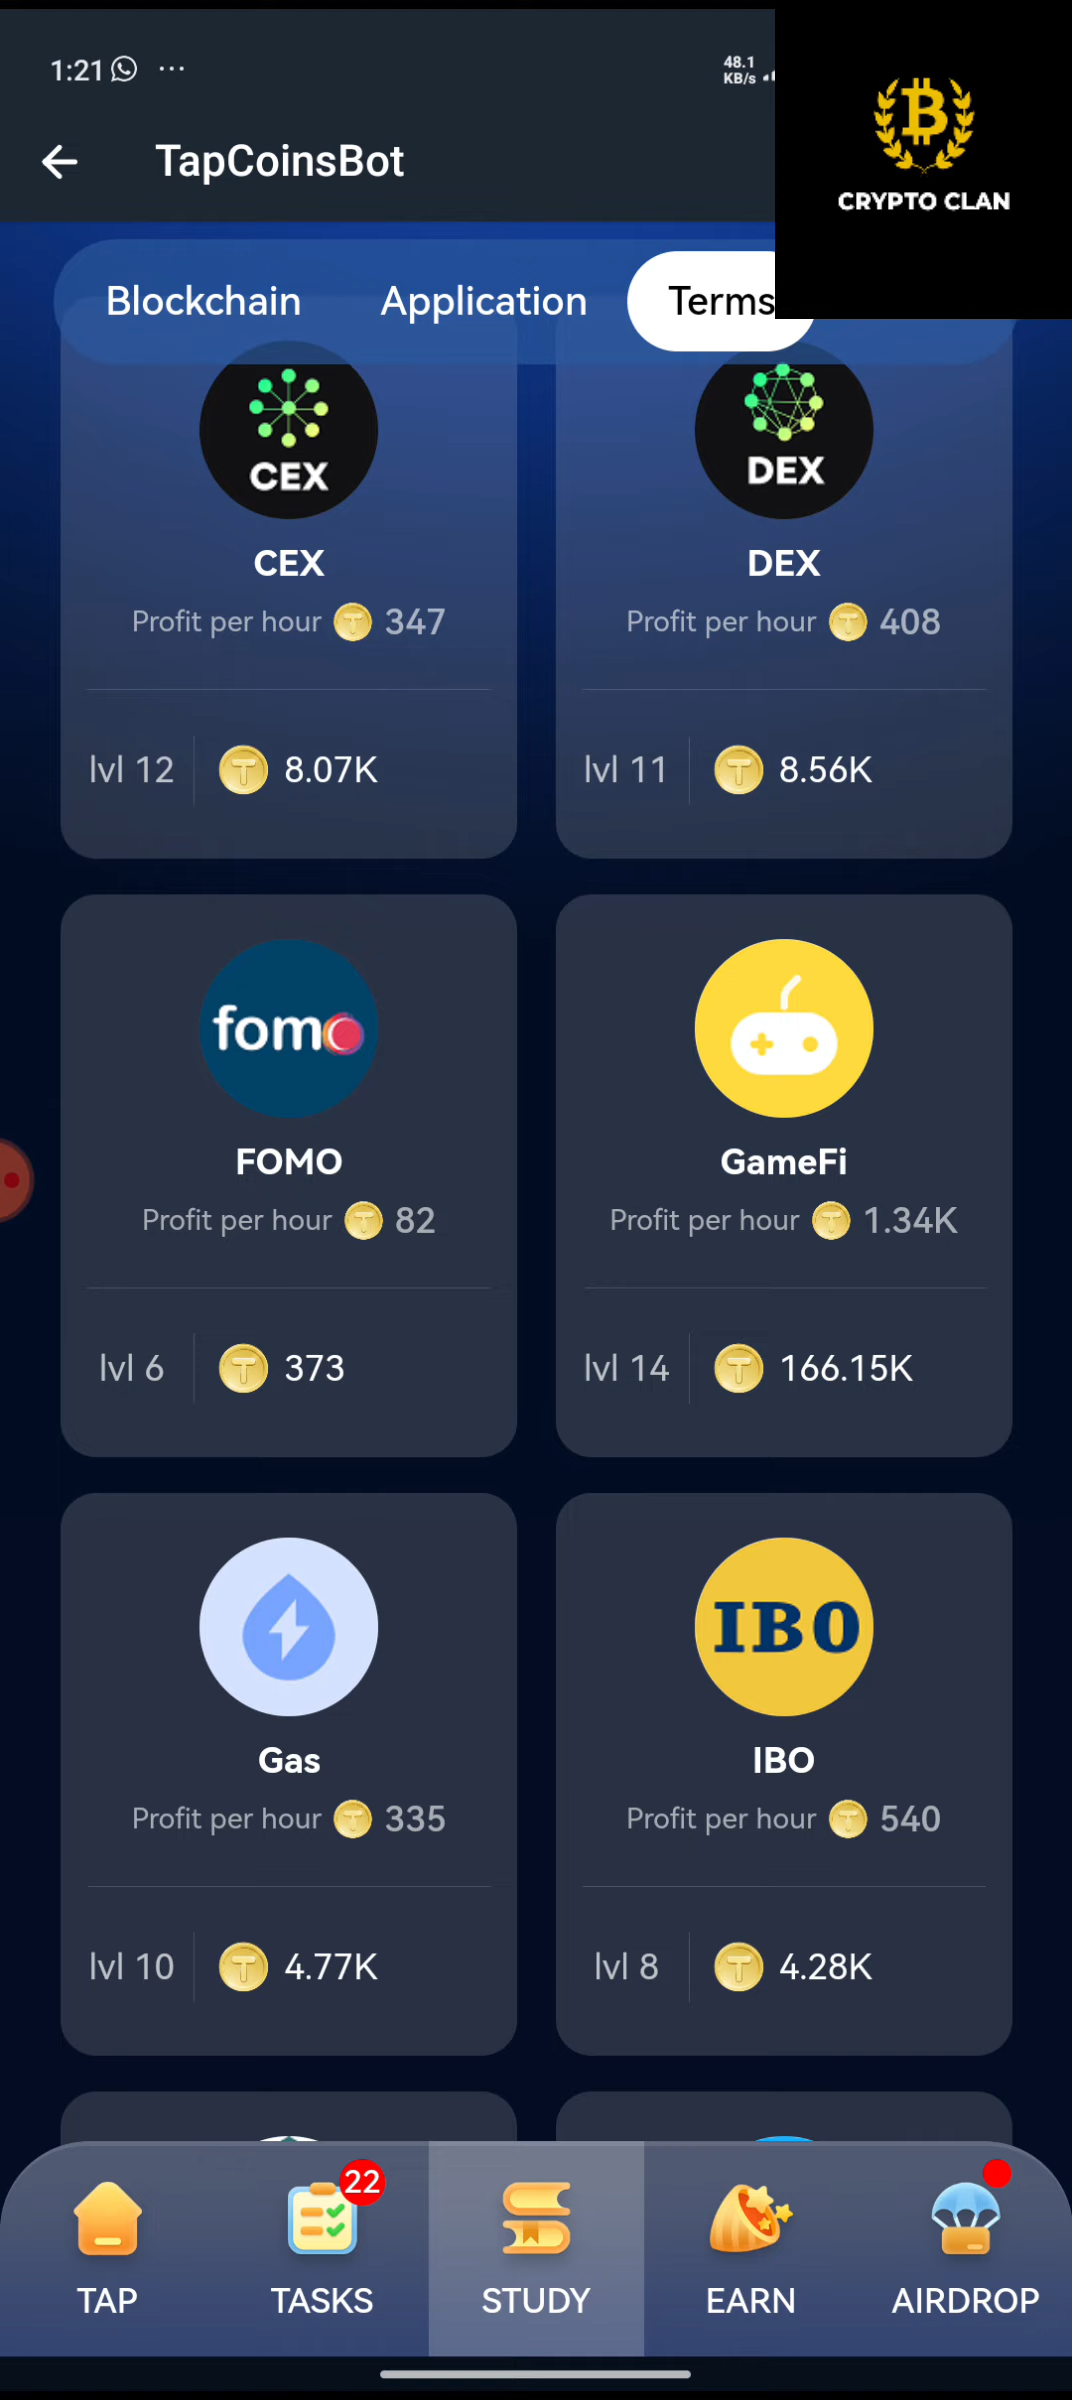 1:21 ...
48.1
KB/s
TapCoinsBot
CRYPTO CLAN
Blockchain Application Terms
CEX DEX
CEX DEX
Profit per hour 347 Profit per hour 408
lvl 12 8.07K lvl 11 8.56K
fomo
FOMO GameFi
Profit per hour 82 Profit per hour 1.34K
lvl 6 373 lvl 14 166.15K
IBO
Gas IBO
Profit per hour 335 Profit per hour 540
lvl 10 4.77K lvl 8 4.28K
22
TAP TASKS STUDY EARN AIRDROP